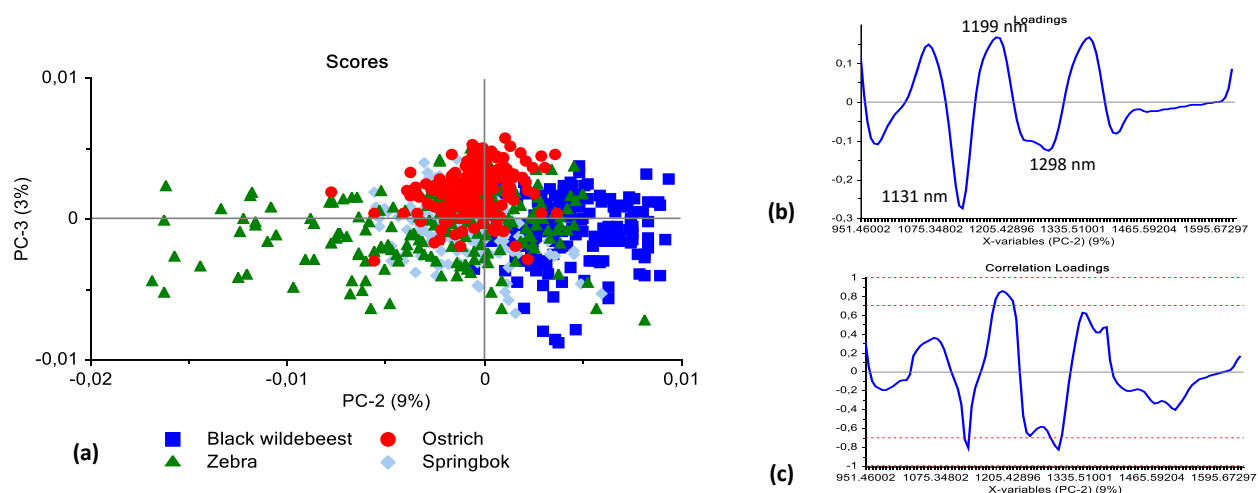 Scores
0,01
0
-0,01
PC-3 (3%)
-0.02
-0.01
0
0.01
PC-2 (9%)
(a)
Black wildebeest
Ostrich
Zebra
Springbok
Loadings
1199 nm
0,1
0
-0,1
-0,2
-0,3
1131 nm
1298 nm
951.46002 1075.34802 1205.42896 1335.51001 1465.59204 1595.67297
X-variables (PC-2) (9%)
(b)
Correlation Loadings
1
0,8
0,6
0,4
0,2
0
-0,2
-0,4
-0,6
-0,8
-1
951.46002 1075.34802 1205.42896 1335.51001 1465.59204 1595.67297
X-variables (PC-2) (9%)
(c)